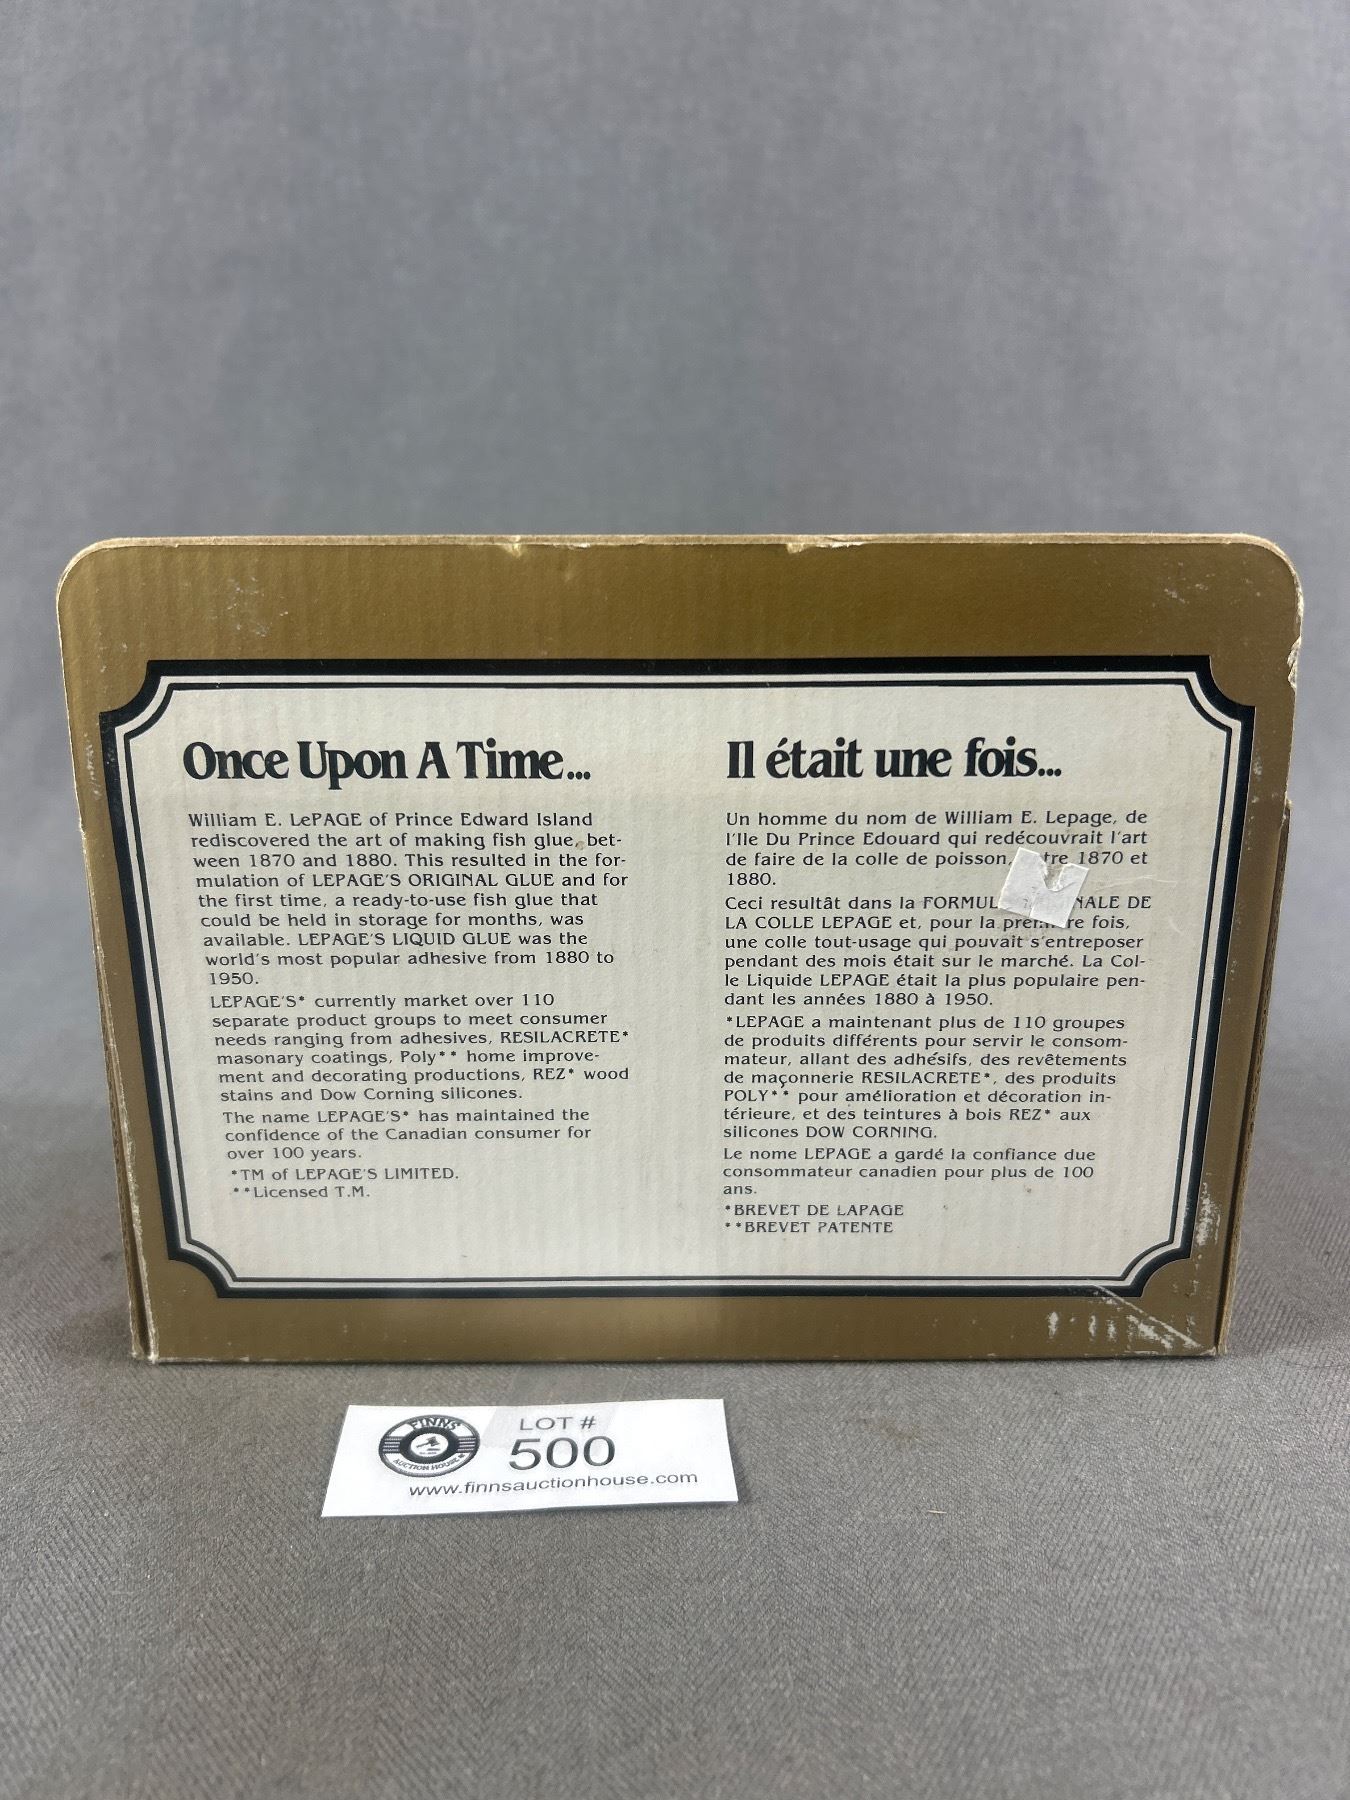 Once Upon A Time...
William E. LePAGE of Prince Edward Island
rediscovered the art of making fish glue, bet-
ween 1870 and 1880. This resulted in the for-
mulation of LEPAGE'S ORIGINAL GLUE and for
the first time, a ready-to-use fish glue that
could be held in storage for months, was
available. LEPAGE'S LIQUID GLUE was the
world's most popular adhesive from 1880 to
1950.
LEPAGE'S* currently market over 110
separate product groups to meet consumer
needs ranging from adhesives, RESILACRETE*
masonary coatings, Poly** home improve-
ment and decorating productions, REZ* wood
stains and Dow Corning silicones.
The name LEPAGE'S* has maintained the
confidence of the Canadian consumer for
over 100 years.
*TM of LEPAGE'S LIMITED.
**Licensed T.M.
Il était une fois...
Un homme du nom de William E. Lepage, de
l'Ile Du Prince Edouard qui redécouvrait l'art
de faire de la colle de poisson, 1870 et
1880.
Ceci resultât dans la DE
LA COLLE LEPAGE et, pour la fois,
une colle tout-usage qui pouvait s'entreposer
pendant des mois était sur le marché. La Col-
le Liquide LEPAGE était la plus populaire pen-
dant les années 1880 à 1950.
*LEPAGE a maintenant plus de 110 groupes
de produits différents pour servir le consom-
mateur, allant des adhésifs, des revêtements
de maçonnerie RESILACRETE*, des produits
POLY** pour amélioration et décoration in-
térieure, et des teintures à bois REZ* aux
silicones DOW CORNING.
Le nome LEPAGE a gardé la confiance due
consommateur canadien pour plus de 100
ans.
*BREVET DE LAPAGE
**BREVET PATENTE
FINNS
AUCTION HOUSE
LOT #
500
www.finnsauctionhouse.com